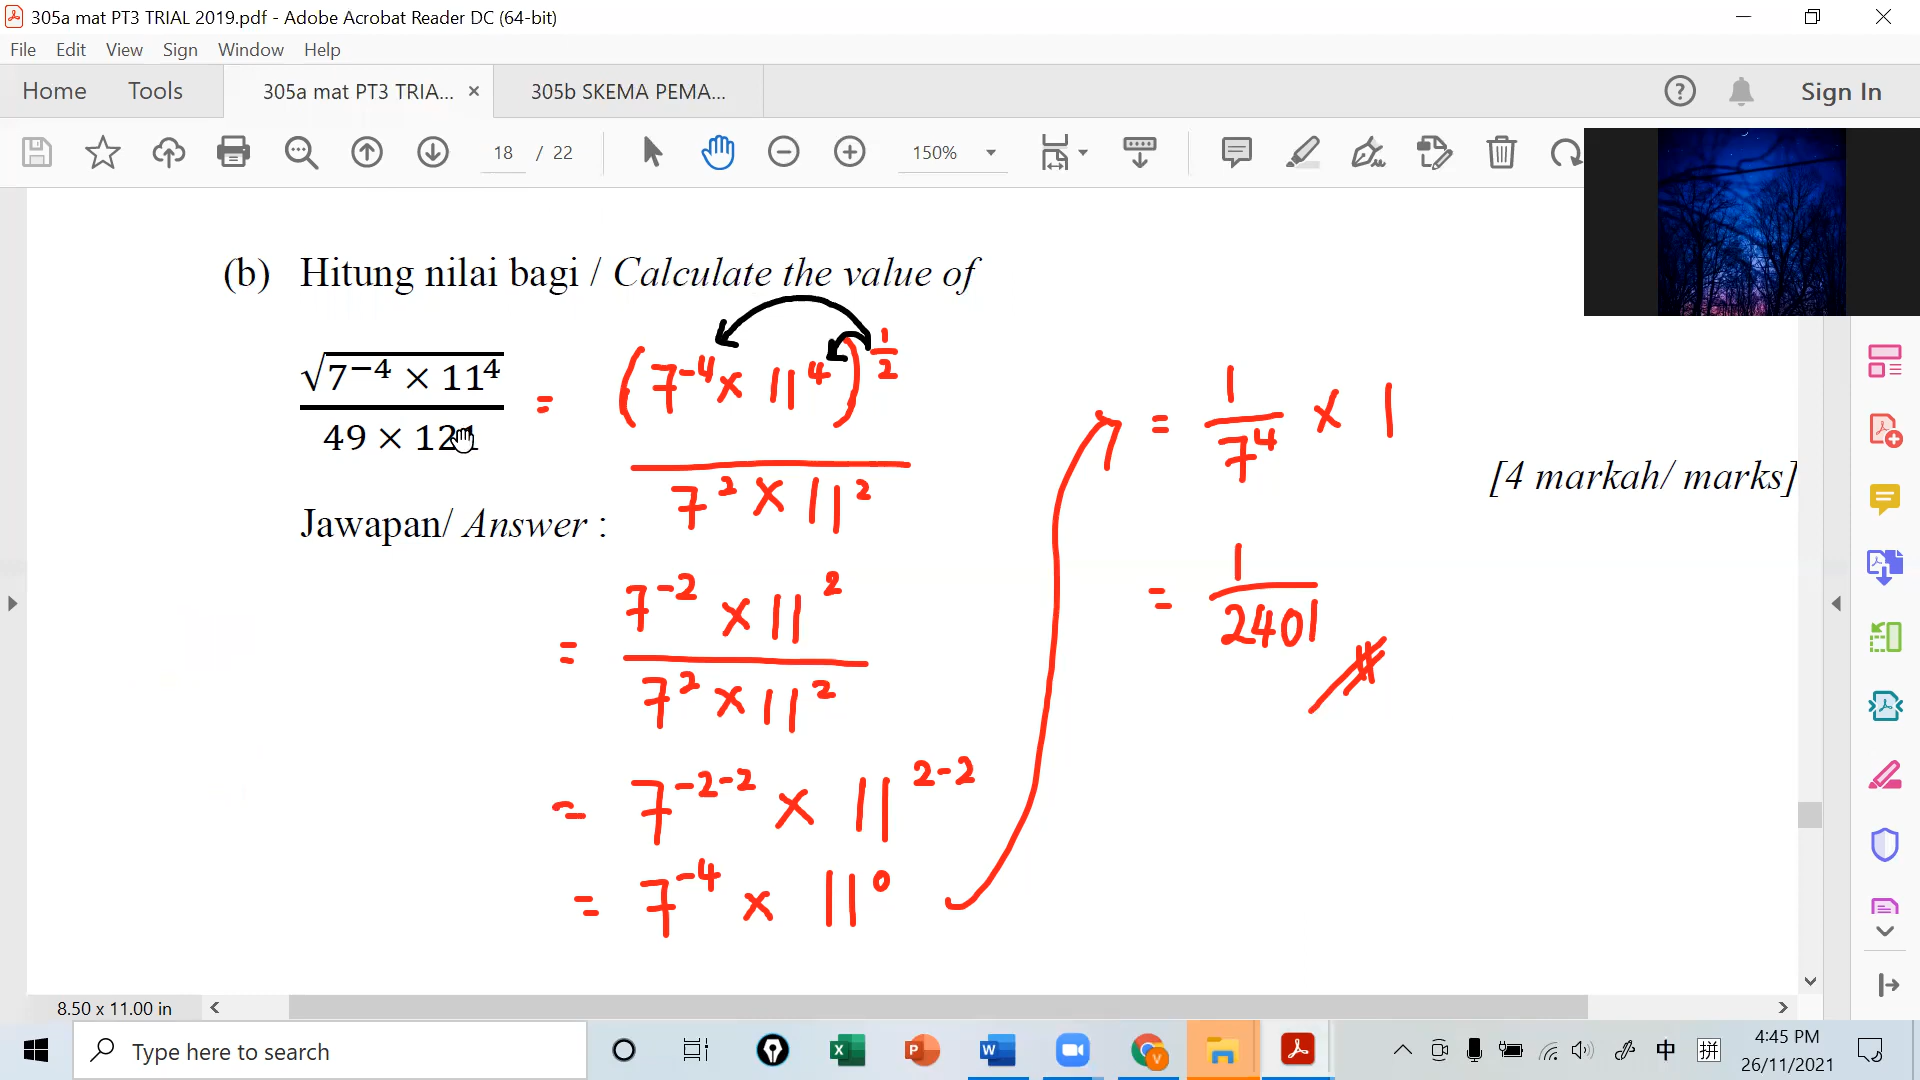 305a mat PT3 TRIAL 2019.pdf - Adobe Acrobat Reader DC (64-bit)
File Edit View Sign Window Help
Home Tools 305a mat PT3 TRIA... × 305b SKEMA PEMA... Sign In
18 / 22 150%
(b) Hitung nilai bagi / Calculate the value of
√(7⁻⁴ × 11⁴) / (49 × 121) = (7⁻⁴ × 11⁴)^(1/2) / (7² × 11²)
[4 markah/ marks]
Jawapan/ Answer :
= (7⁻² × 11²) / (7² × 11²)
= 7⁻²⁻² × 11²⁻²
= 7⁻⁴ × 11⁰
= 1/7⁴ × 1
= 1/2401
8.50 x 11.00 in
Type here to search
中 拼
4:45 PM
26/11/2021